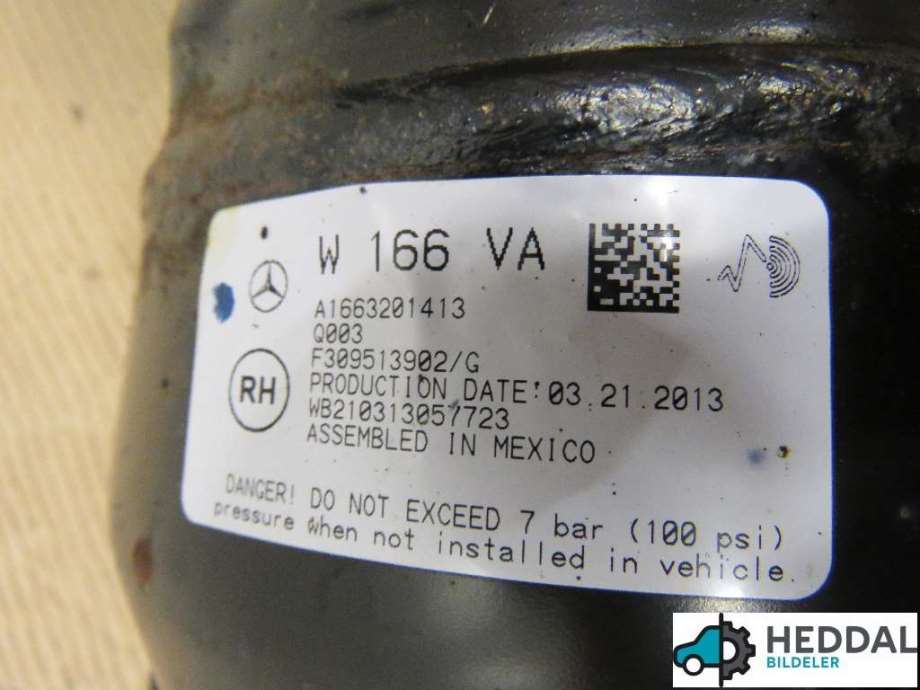 W 166 VA
A1663201413
Q003
F309513902/G
RH
PRODUCTION DATE: 03.21.2013
WB210313057723
ASSEMBLED IN MEXICO
DANGER! DO NOT EXCEED 7 bar (100 psi)
pressure when not installed in vehicle.
HEDDAL
BILDELER